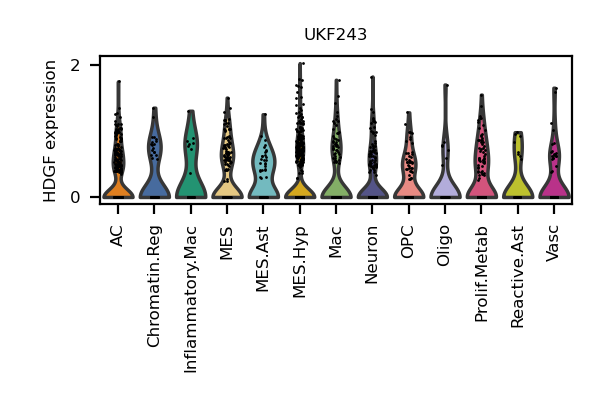 UKF243
HDGF expression
2
0
AC
Chromatin.Reg
Inflammatory.Mac
MES
MES.Ast
MES.Hyp
Mac
Neuron
OPC
Oligo
Prolif.Metab
Reactive.Ast
Vasc